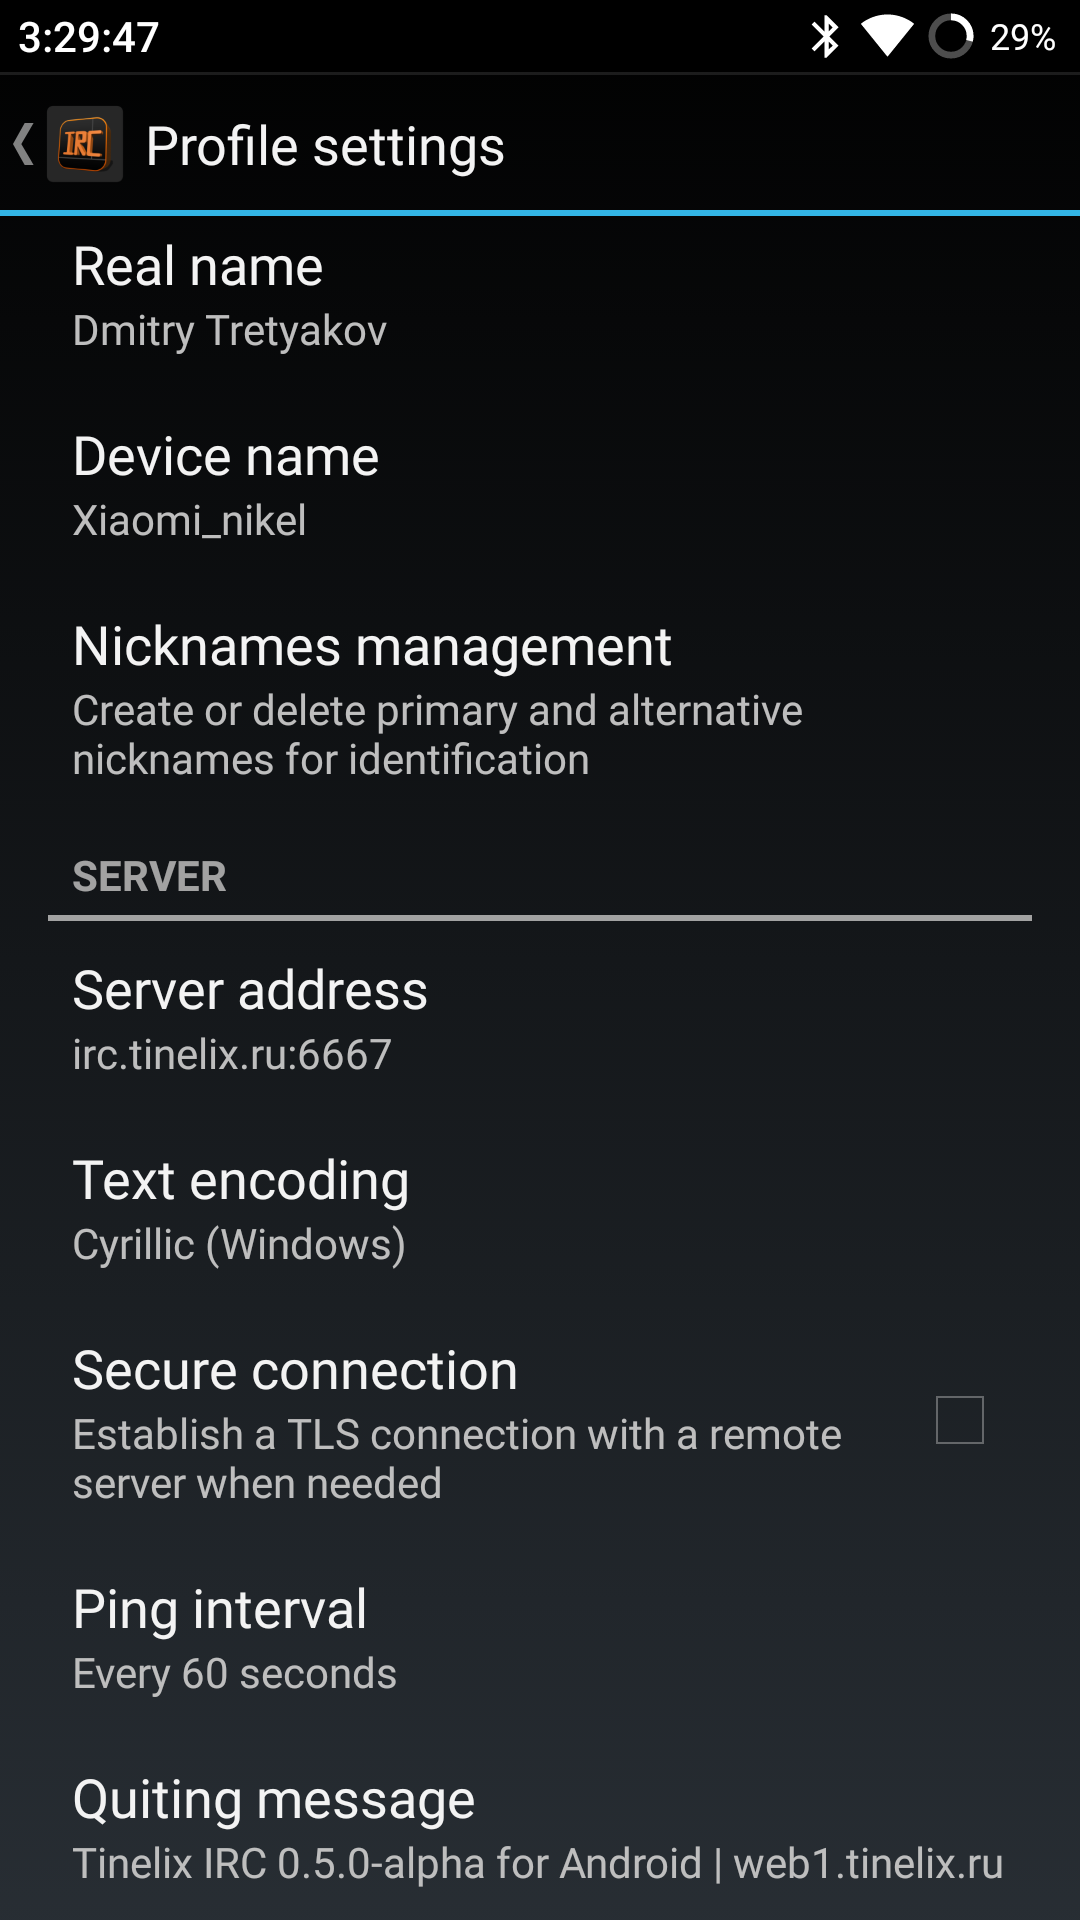 3:29:47
29%
IRC
Profile settings
Real name
Dmitry Tretyakov
Device name
Xiaomi_nikel
Nicknames management
Create or delete primary and alternative
nicknames for identification
SERVER
Server address
irc.tinelix.ru:6667
Text encoding
Cyrillic (Windows)
Secure connection
Establish a TLS connection with a remote
server when needed
Ping interval
Every 60 seconds
Quiting message
Tinelix IRC 0.5.0-alpha for Android | web1.tinelix.ru